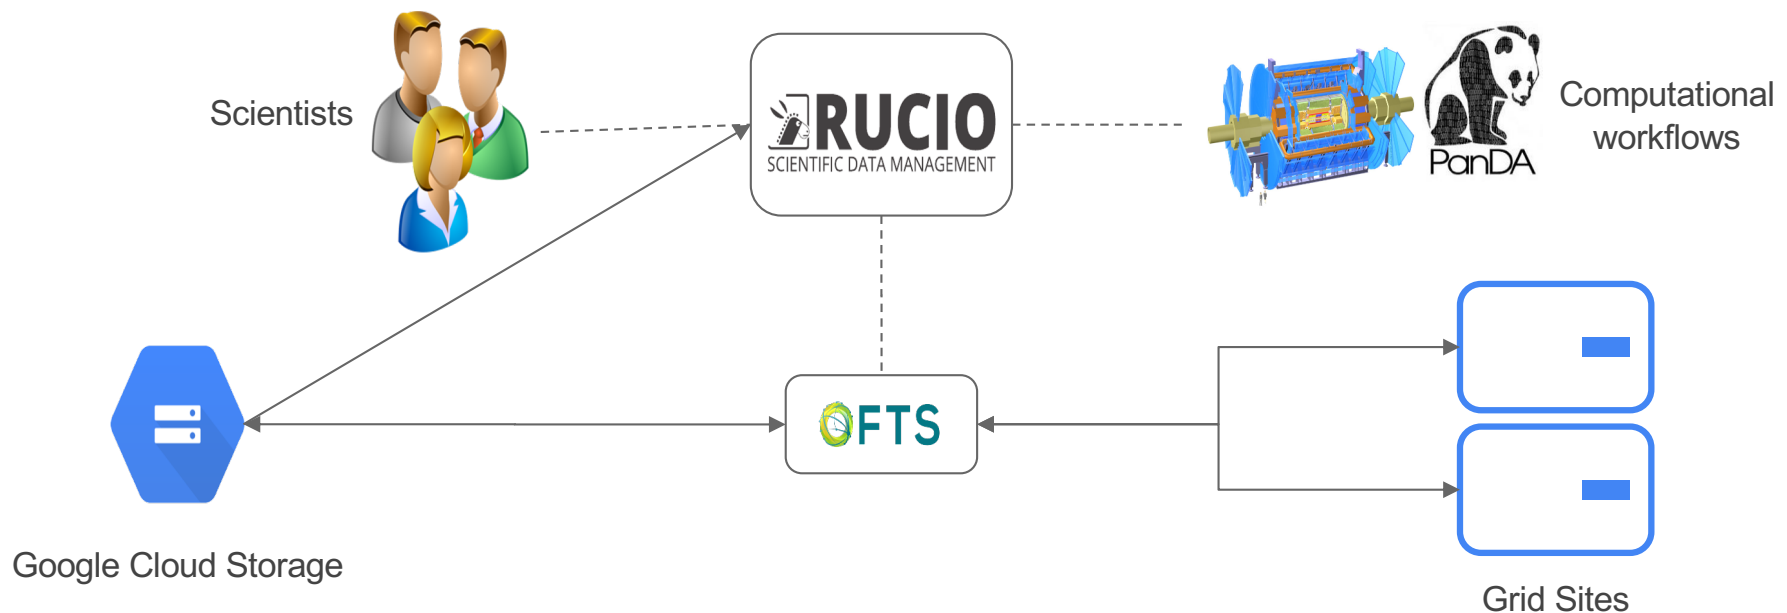 Scientists
RUCIO
SCIENTIFIC DATA MANAGEMENT
PanDA
Computational
workflows
FTS
Google Cloud Storage
Grid Sites